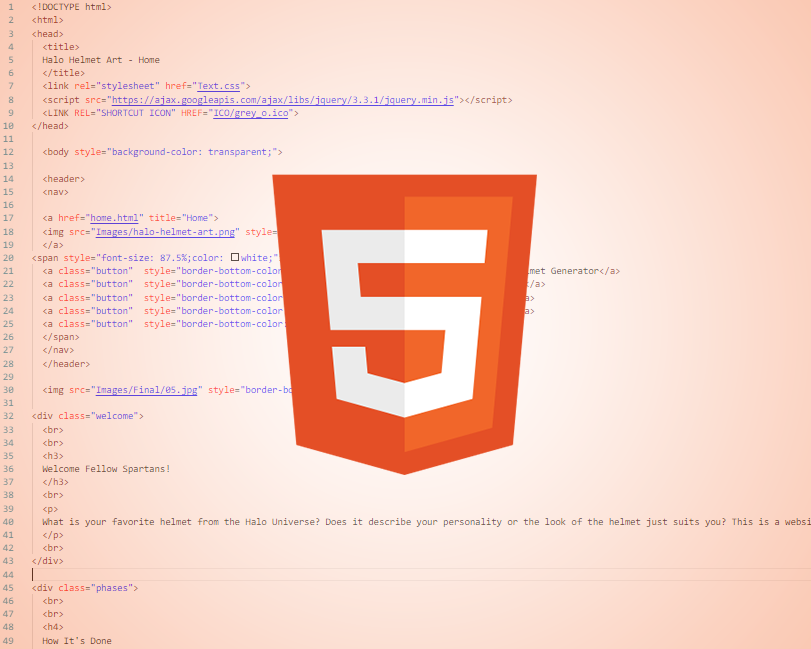 1 <!DOCTYPE html>
2 <html>
3 <head>
4 <title>
5 Halo Helmet Art - Home
6 </title>
7 <link rel="stylesheet" href="Text.css">
8 <script src="https://ajax.googleapis.com/ajax/libs/jquery/3.3.1/jquery.min.js"></script>
9 <LINK REL="SHORTCUT ICON" HREF="ICO/grey_o.ico">
10 </head>
11
12 <body style="background-color: transparent;">
13
14 <header>
15 <nav>
16
17 <a href="home.html" title="Home">
18 <img src="Images/halo-helmet-art.png" style=
19 </a>
20 <span style="font-size: 87.5%;color: white;"
21 <a class="button" style="border-bottom-color: Generator</a>
22 <a class="button" style="border-bottom-color: </a>
23 <a class="button" style="border-bottom-color: a>
24 <a class="button" style="border-bottom-color: a>
25 <a class="button" style="border-bottom-color:
26 </span>
27 </nav>
28 </header>
29
30 <img src="Images/Final/05.jpg" style="border-bo
31
32 <div class="welcome">
33 <br>
34 <br>
35 <h3>
36 Welcome Fellow Spartans!
37 </h3>
38 <br>
39 <p>
40 What is your favorite helmet from the Halo Universe? Does it describe your personality or the look of the helmet just suits you? This is a websi
41 </p>
42 <br>
43 </div>
44
45 <div class="phases">
46 <br>
47 <br>
48 <h4>
49 How It's Done
5